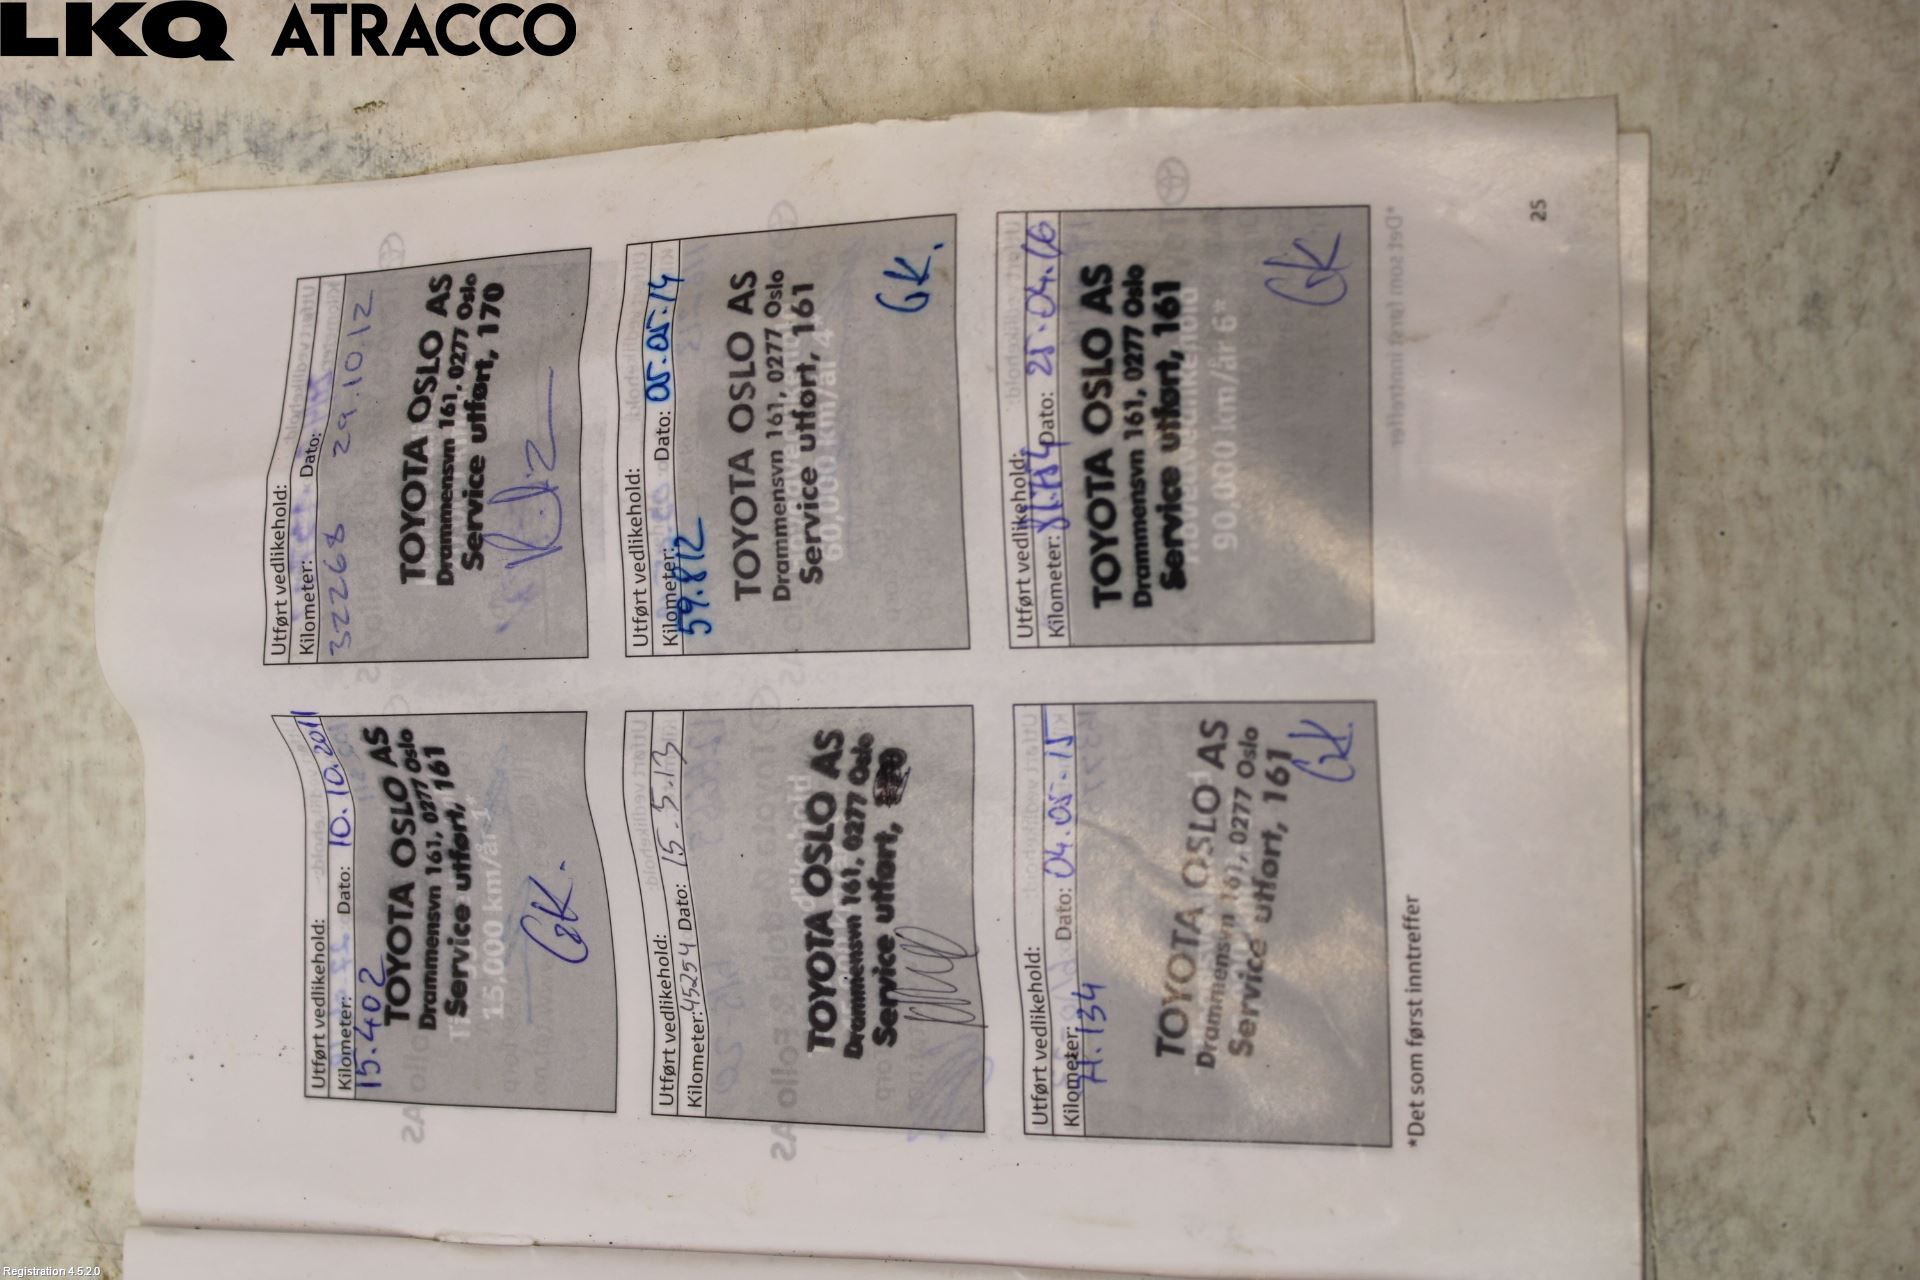 LKQ ATRACCO
Utført vedlikehold:
Kilometer: Dato: 10.10.2011
15.402
TOYOTA OSLO AS
Drammensvn 161, 0277 Oslo
Service utført, 161
15,000 km/år 1
GK.
Utført vedlikehold:
Kilometer: Dato:
32268 29.10.12
TOYOTA OSLO AS
Drammensvn 161, 0277 Oslo
Service utført, 170
Utført vedlikehold:
Kilometer: 45254 Dato: 15.5.13
TOYOTA OSLO AS
Drammensvn 161, 0277 Oslo
Service utført,
Utført vedlikehold:
Kilometer: Dato: 05.05.14
59.812
TOYOTA OSLO AS
Drammensvn 161, 0277 Oslo
Service utført, 161
60,000 km/år 4
GK.
Utført vedlikehold:
Kilometer: Dato: 04.05.15
71.134
TOYOTA OSLO AS
Drammensvn 161, 0277 Oslo
Service utført, 161
GK.
Utført vedlikehold:
Kilometer: Dato: 25.04.16
TOYOTA OSLO AS
Drammensvn 161, 0277 Oslo
Service utført, 161
90,000 km/år 6*
GK
*Det som først inntreffer
25
Registration 4.5.2.0